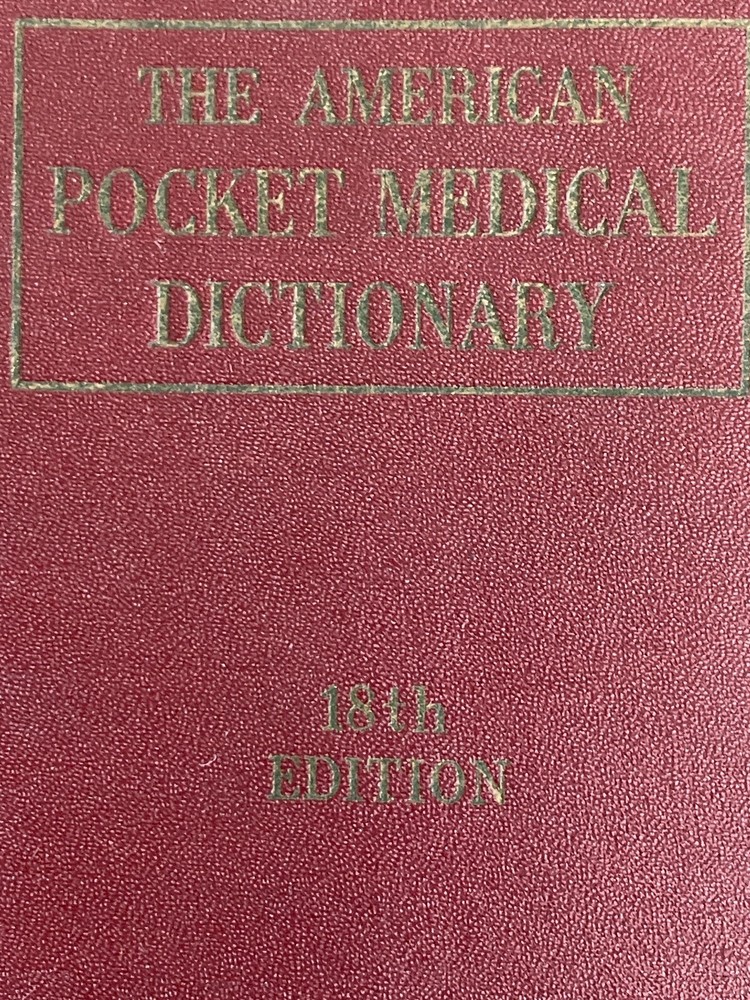 THE AMERICAN
POCKET MEDICAL
DICTIONARY
18th
EDITION